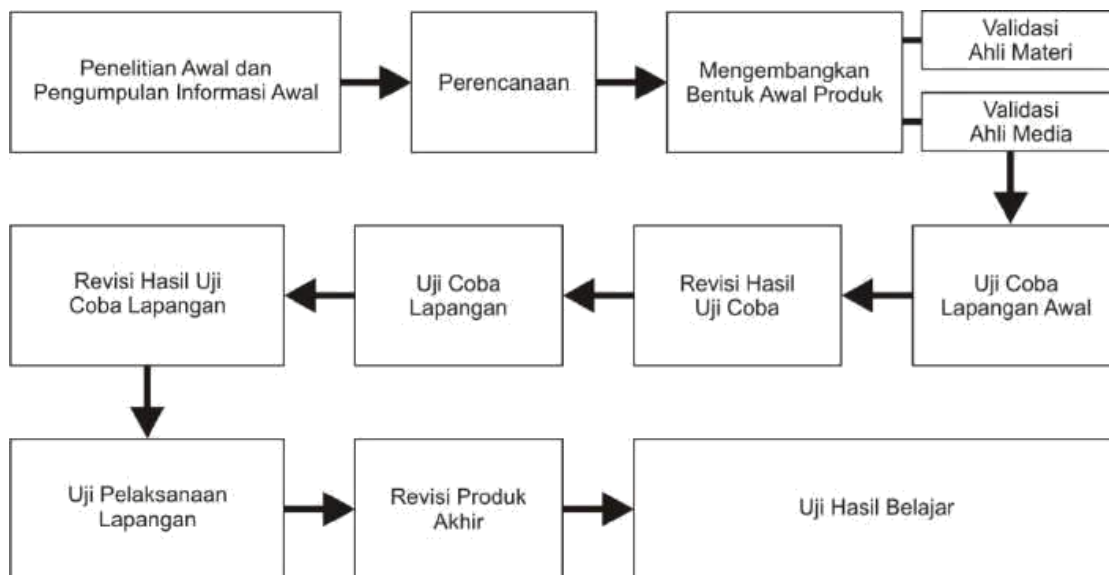 Penelitian Awal dan
Pengumpulan Informasi Awal
Perencanaan
Mengembangkan
Bentuk Awal Produk
Validasi
Ahli Materi
Validasi
Ahli Media
Uji Coba
Lapangan Awal
Revisi Hasil
Uji Coba
Uji Coba
Lapangan
Revisi Hasil Uji
Coba Lapangan
Uji Pelaksanaan
Lapangan
Revisi Produk
Akhir
Uji Hasil Belajar